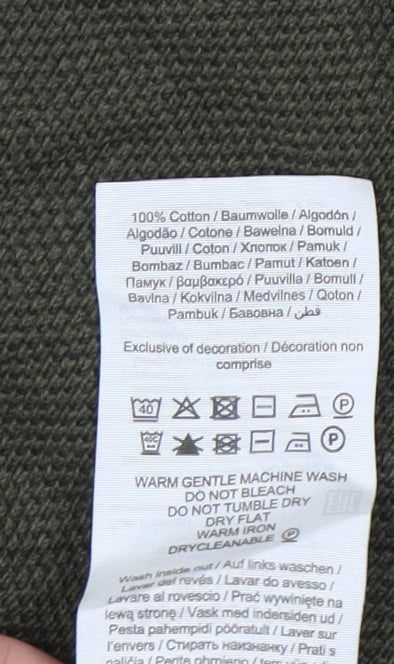 100% Cotton / Baumwolle / Algodón /
Algodão / Cotone / Bawełna / Bomuld /
Puuvill / Coton / Хлопок / Pamuk /
Bombaz / Bumbac / Pamut / Katoen /
Памук / βαμβακερό / Puuvilla / Bomull /
Bavlna / Kokvilna / Medvilnes / Qoton /
Pambuk / Бавовна / قطن
Exclusive of decoration / Décoration non
comprise
40 P
P
WARM GENTLE MACHINE WASH
DO NOT BLEACH
DO NOT TUMBLE DRY
DRY FLAT
WARM IRON
DRYCLEANABLE P
EAC
Wash inside out / Auf links waschen /
Lavar del revés / Lavar do avesso /
Lavare al rovescio / Prać wywinięte na
lewą stronę / Vask med indersiden ud /
Pesta pahempidi pööratult / Laver sur
l'envers / Стирать наизнанку / Prati s